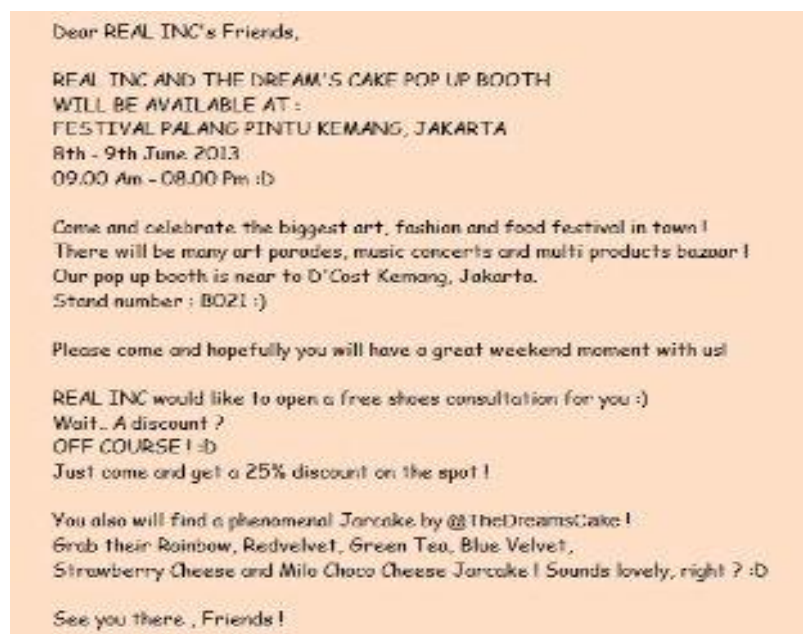 Dear REAL INC's Friends,
REAL INC AND THE DREAM'S CAKE POP UP BOOTH
WILL BE AVAILABLE AT :
FESTIVAL PALANG PINTU KEMANG, JAKARTA
8th - 9th June 2013
09.00 Am - 08.00 Pm :D
Come and celebrate the biggest art, fashion and food festival in town !
There will be many art parades, music concerts and multi products bazaar !
Our pop up booth is near to D'Cost Kemang, Jakarta.
Stand number : B021 :)
Please come and hopefully you will have a great weekend moment with us!
REAL INC would like to open a free shoes consultation for you :)
Wait.. A discount ?
OFF COURSE ! :D
Just come and get a 25% discount on the spot !
You also will find a phenomenal Jarcake by @TheDreamsCake !
Grab their Rainbow, Redvelvet, Green Tea, Blue Velvet,
Strawberry Cheese and Milo Choco Cheese Jarcake ! Sounds lovely, right ? :D
See you there , Friends !